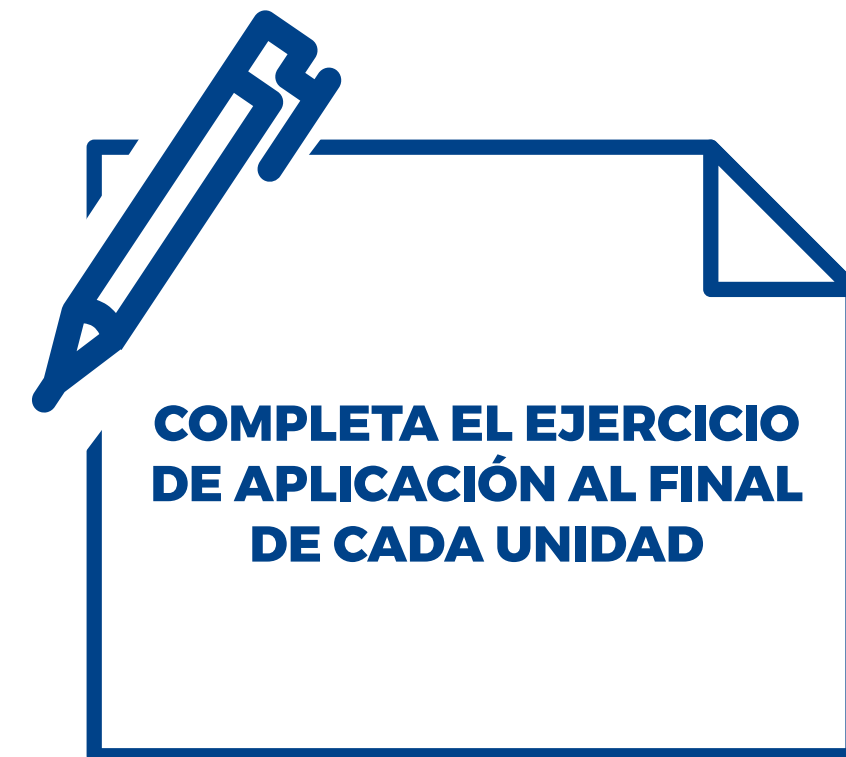 COMPLETA EL EJERCICIO
DE APLICACIÓN AL FINAL
DE CADA UNIDAD